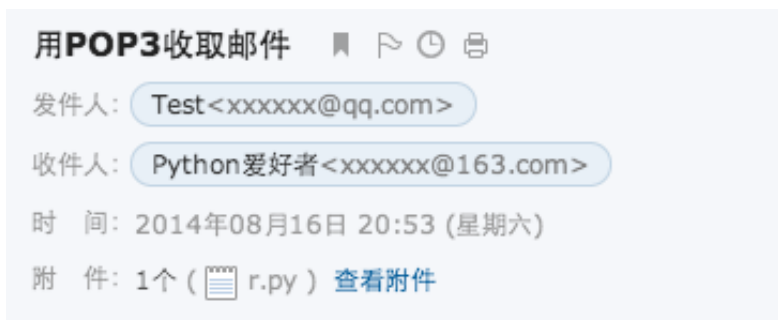 用POP3收取邮件
发件人: Test<xxxxxx@qq.com>
收件人: Python爱好者<xxxxxx@163.com>
时 间: 2014年08月16日 20:53 (星期六)
附 件: 1个 ( r.py ) 查看附件